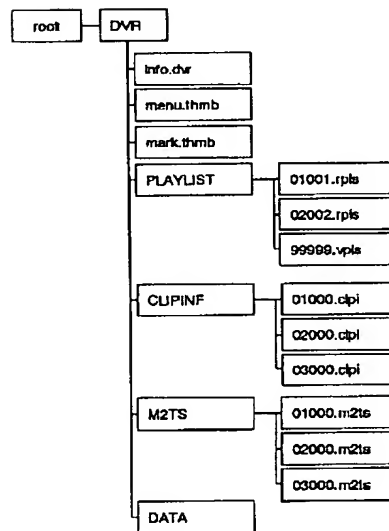 root DVR
info.dvr
menu.thmb
mark.thmb
PLAYLIST 01001.rpls
02002.rpls
99999.vpls
CLIPINF 01000.clpi
02000.clpi
03000.clpi
M2TS 01000.m2ts
02000.m2ts
03000.m2ts
DATA